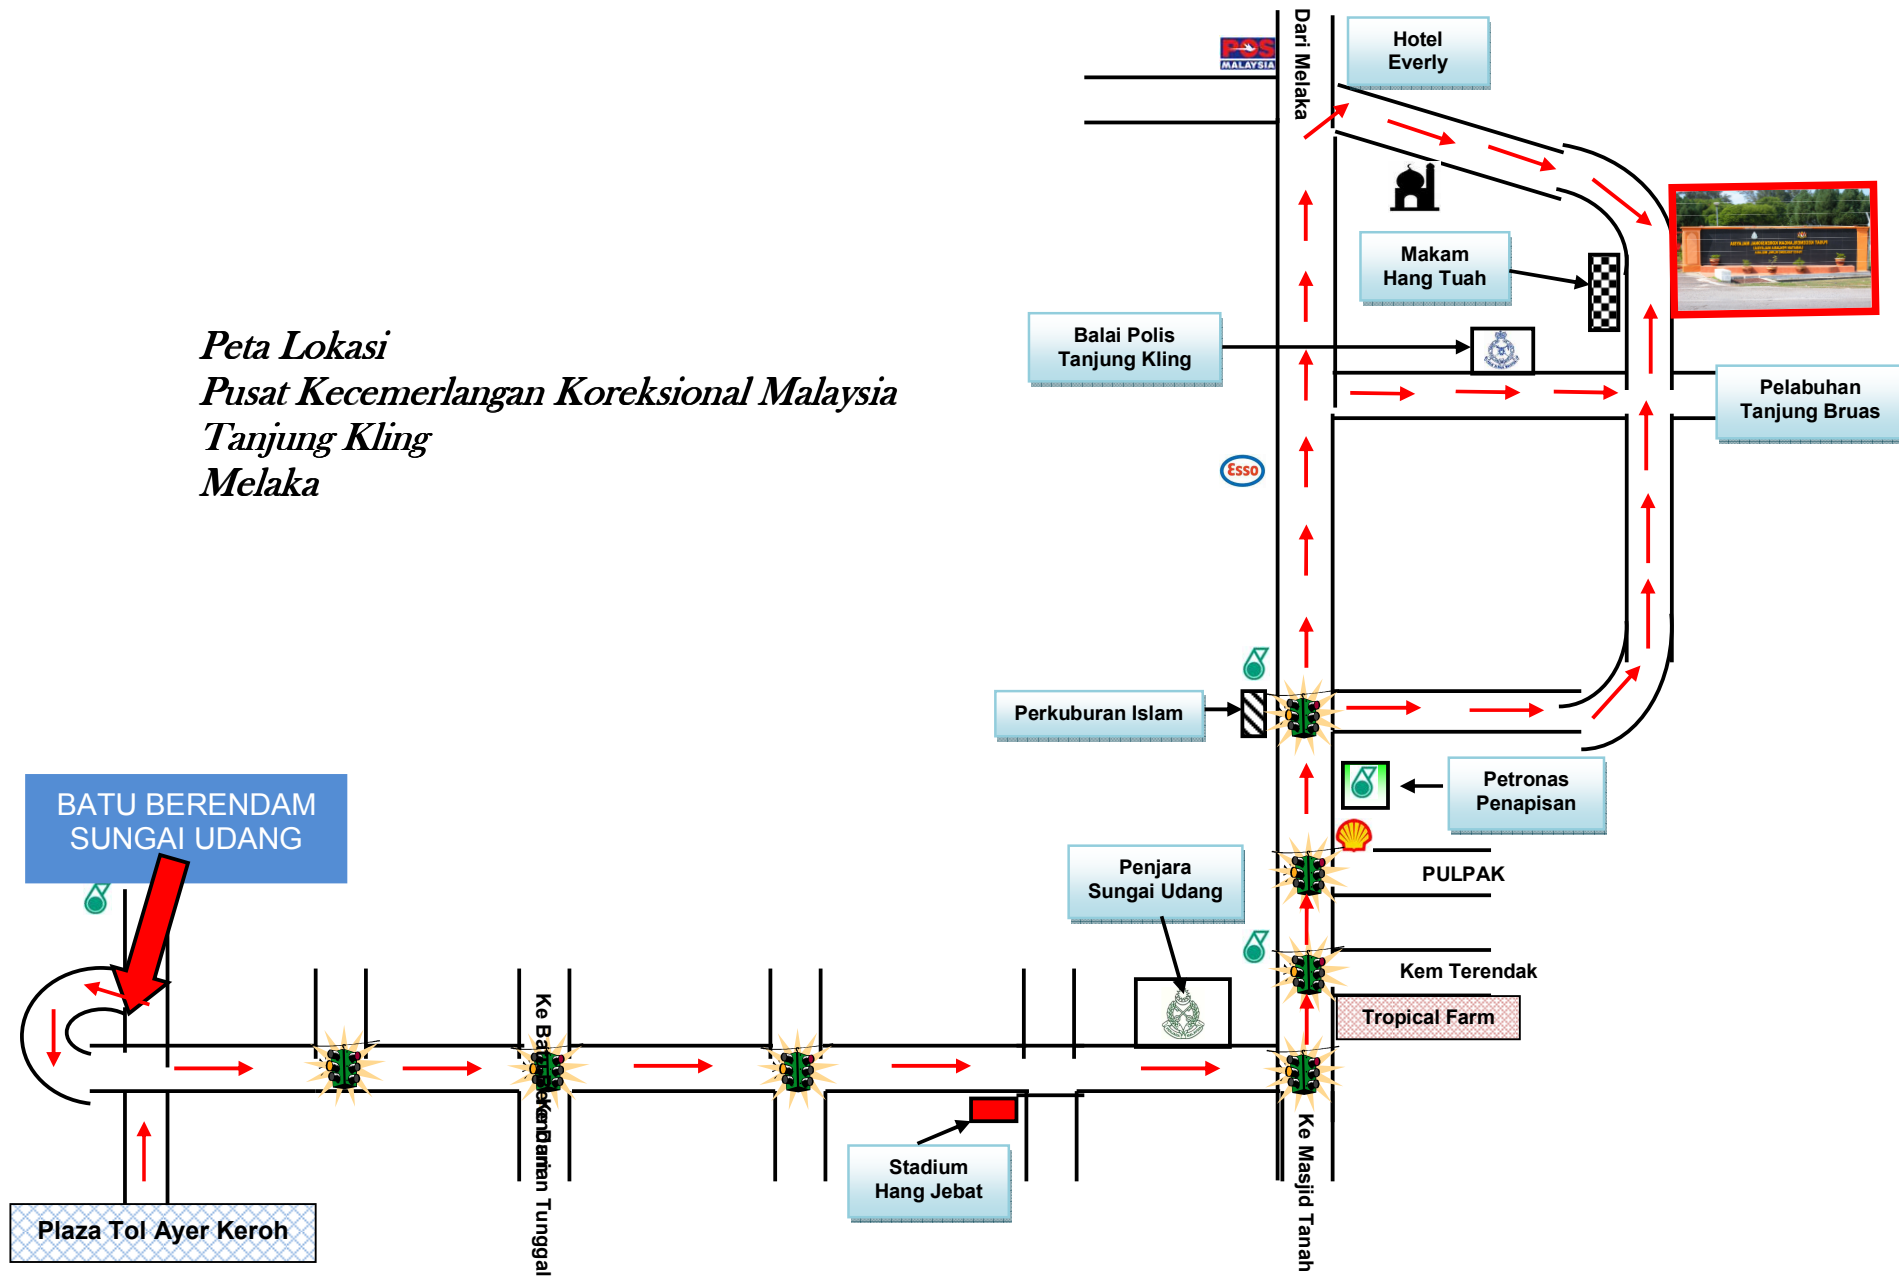 Dari Melaka
POS
MALAYSIA
Hotel
Everly
Makam
Hang Tuah
Balai Polis
Tanjung Kling
Peta Lokasi
Pusat Kecemerlangan Koreksional Malaysia
Tanjung Kling
Melaka
Pelabuhan
Tanjung Bruas
Esso
Perkuburan Islam
Petronas
Penapisan
BATU BERENDAM
SUNGAI UDANG
Penjara
Sungai Udang
PULPAK
Kem Terendak
Tropical Farm
Stadium
Hang Jebat
Ke Masjid Tanah
Plaza Tol Ayer Keroh